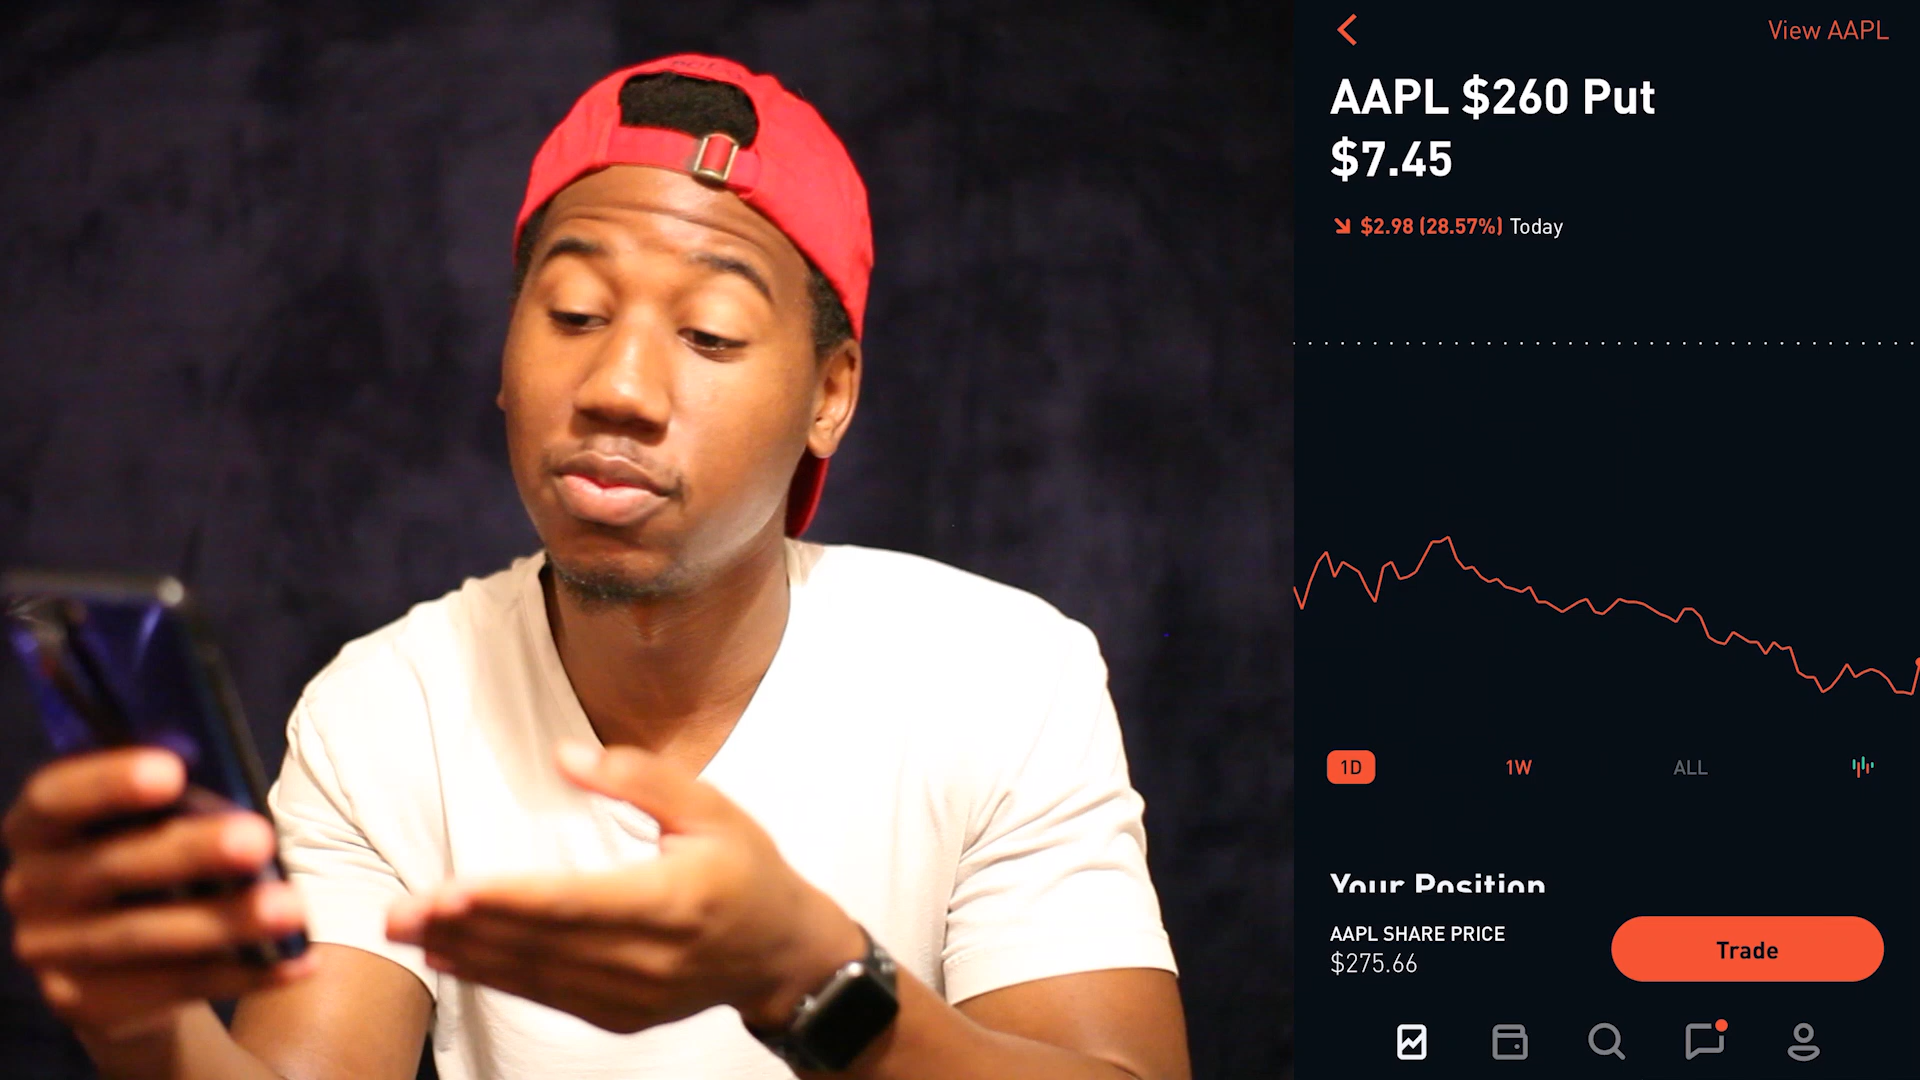 View AAPL
AAPL $260 Put
$7.45
$2.98 (28.57%) Today
1D
1W
ALL
Your Position
AAPL SHARE PRICE
$275.66
Trade